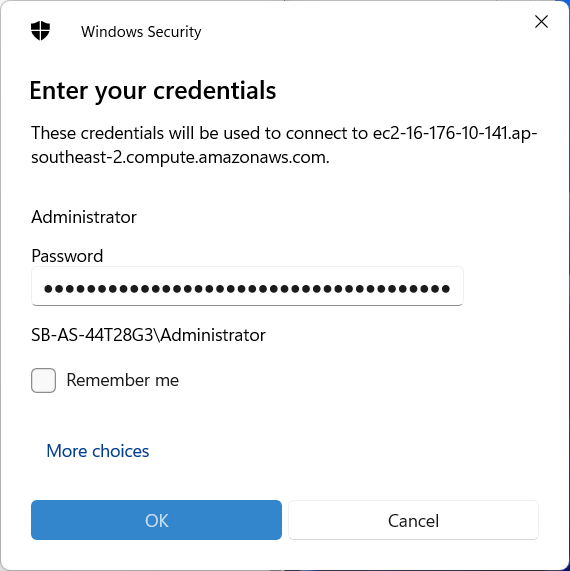 Windows Security
Enter your credentials
These credentials will be used to connect to ec2-16-176-10-141.ap-
southeast-2.compute.amazonaws.com.
Administrator
Password
••••••••••••••••••••••••••••••••••••••
SB-AS-44T28G3\Administrator
Remember me
More choices
OK
Cancel